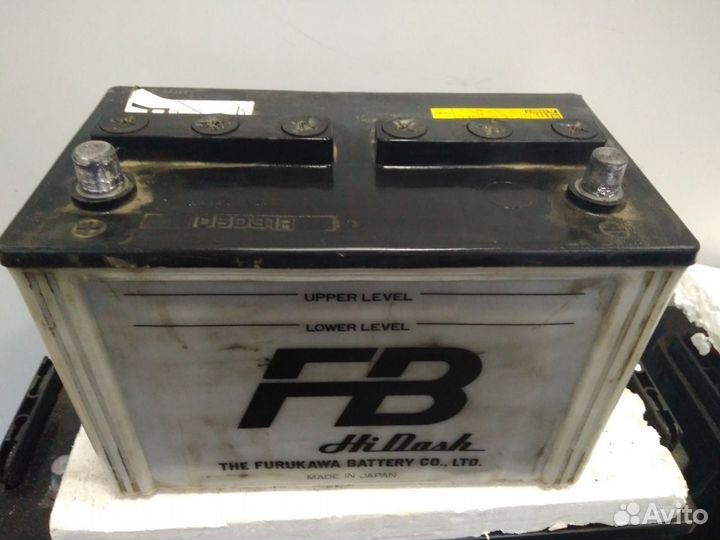 UPPER LEVEL
LOWER LEVEL
FB
Hi Dash
THE FURUKAWA BATTERY CO., LTD.
MADE IN JAPAN
Avito